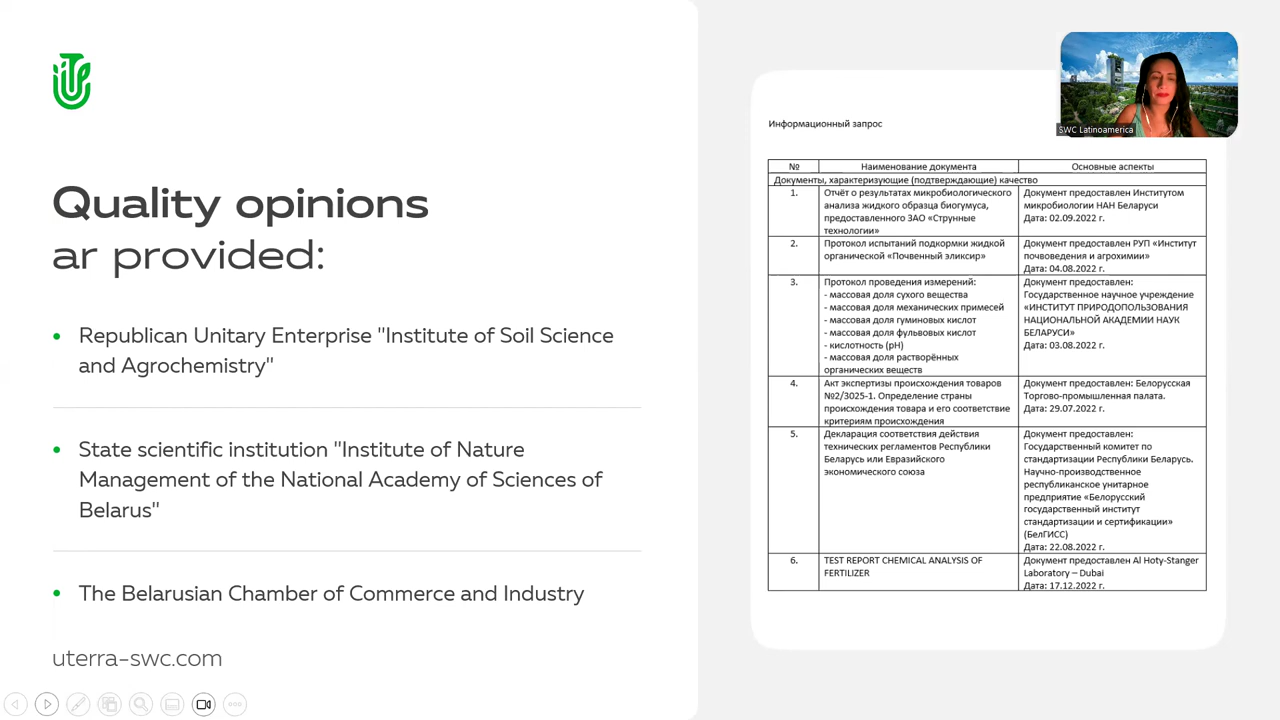 Quality opinions
ar provided:
• Republican Unitary Enterprise "Institute of Soil Science
and Agrochemistry"
• State scientific institution "Institute of Nature
Management of the National Academy of Sciences of
Belarus"
• The Belarusian Chamber of Commerce and Industry
uterra-swc.com
SWC Latinoamerica
Информационный запрос
№ Наименование документа Основные аспекты
Документы, характеризующие (подтверждающие) качество
1. Отчёт о результатах микробиологического Документ предоставлен Институтом
анализа жидкого образца биогумуса, микробиологии НАН Беларуси
предоставленного ЗАО «Струнные Дата: 02.09.2022 г.
технологии»
2. Протокол испытаний подкормки жидкой Документ предоставлен РУП «Институт
органической «Почвенный эликсир» почвоведения и агрохимии»
Дата: 04.08.2022 г.
3. Протокол проведения измерений: Документ предоставлен:
- массовая доля сухого вещества Государственное научное учреждение
- массовая доля механических примесей «ИНСТИТУТ ПРИРОДОПОЛЬЗОВАНИЯ
- массовая доля гуминовых кислот НАЦИОНАЛЬНОЙ АКАДЕМИИ НАУК
- массовая доля фульвовых кислот БЕЛАРУСИ»
- кислотность (pH) Дата: 03.08.2022 г.
- массовая доля растворённых
органических веществ
4. Акт экспертизы происхождения товаров Документ предоставлен: Белорусская
№2/3025-1. Определение страны Торгово-промышленная палата.
происхождения товара и его соответствие Дата: 29.07.2022 г.
критериям происхождения
5. Декларация соответствия действия Документ предоставлен:
технических регламентов Республики Государственный комитет по
Беларусь или Евразийского стандартизации Республики Беларусь.
экономического союза Научно-производственное
республиканское унитарное
предприятие «Белорусский
государственный институт
стандартизации и сертификации»
(БелГИСС)
Дата: 22.08.2022 г.
6. TEST REPORT CHEMICAL ANALYSIS OF Документ предоставлен Al Hoty-Stanger
FERTILIZER Laboratory – Dubai
Дата: 17.12.2022 г.